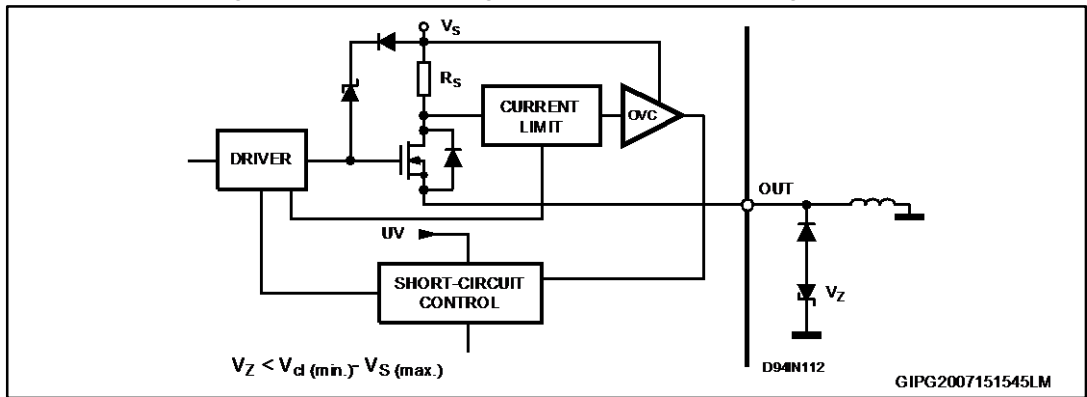 VS
RS
CURRENT
LIMIT
OVC
DRIVER
OUT
UV
SHORT-CIRCUIT
CONTROL
VZ
VZ < Vcl (min.)- VS (max.)
D94IN112
GIPG2007151545LM